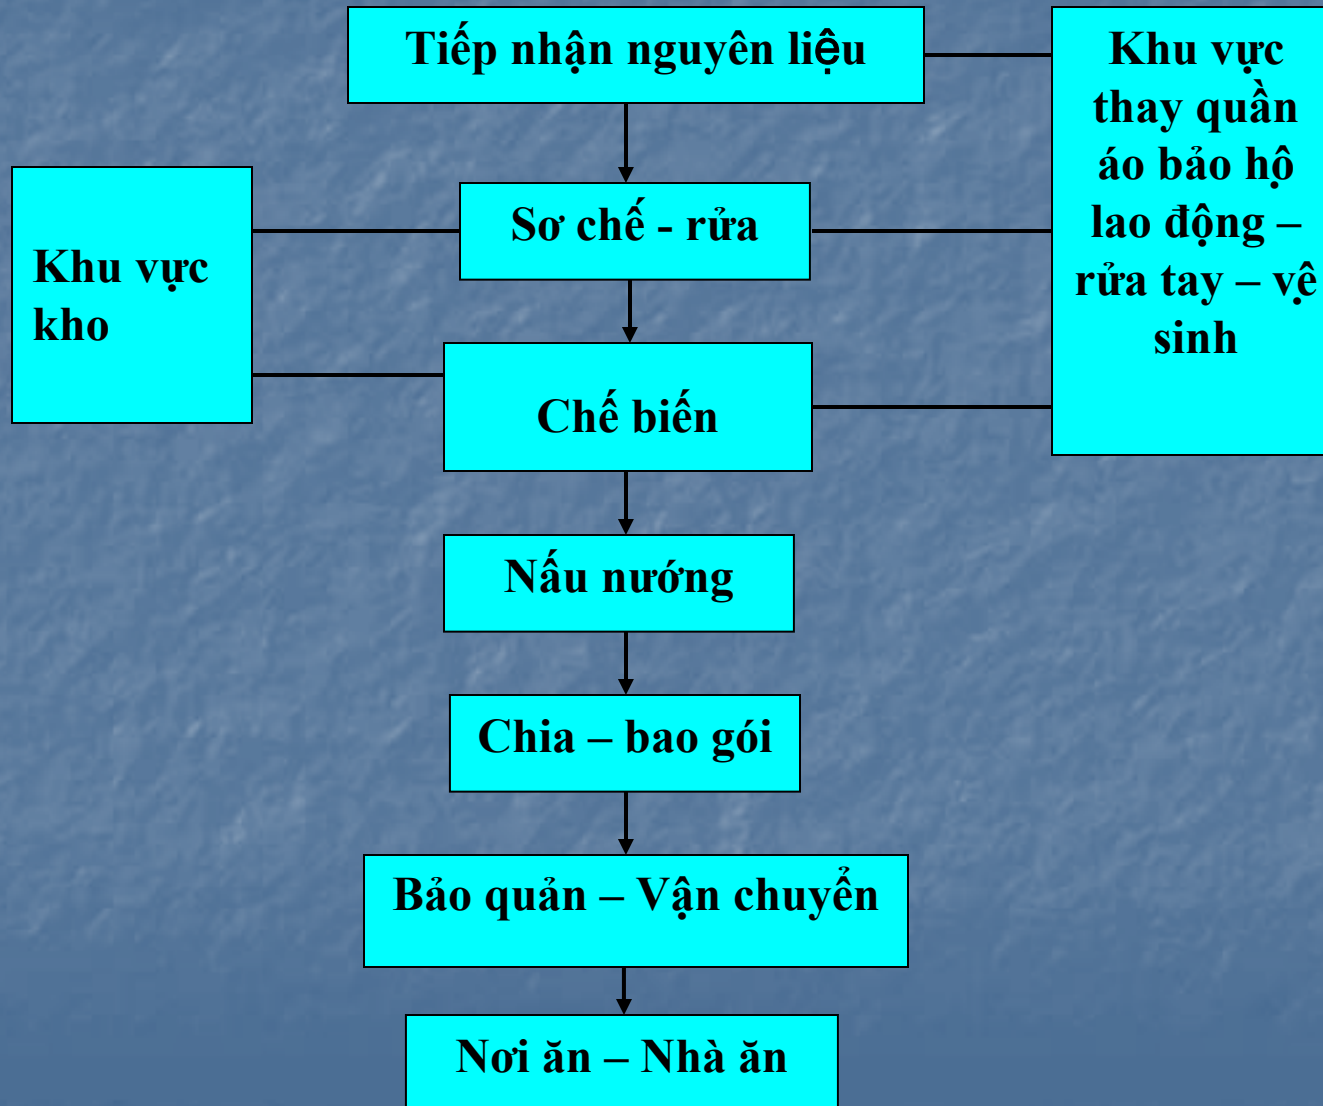 Tiếp nhận nguyên liệu
Khu vực
thay quần
áo bảo hộ
lao động –
rửa tay – vệ
sinh
Khu vực
kho
Sơ chế - rửa
Chế biến
Nấu nướng
Chia – bao gói
Bảo quản – Vận chuyển
Nơi ăn – Nhà ăn